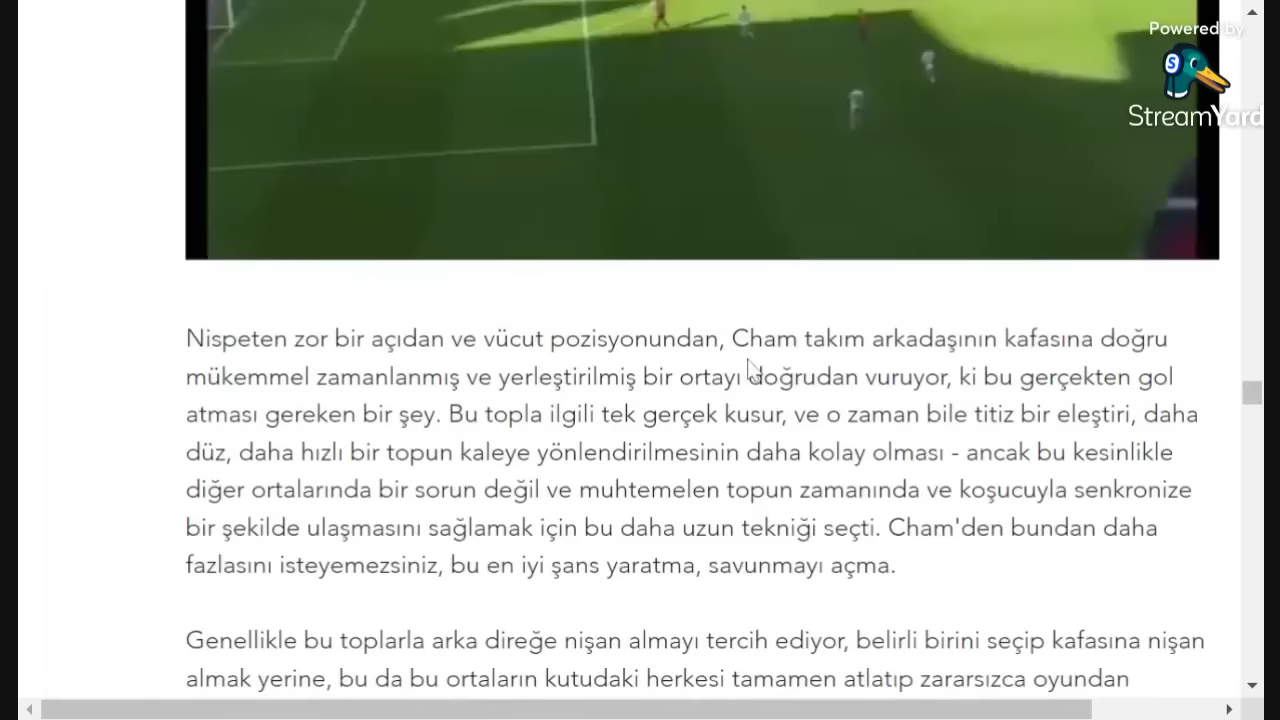 Powered by
StreamYard
Nispeten zor bir açıdan ve vücut pozisyonundan, Cham takım arkadaşının kafasına doğru
mükemmel zamanlanmış ve yerleştirilmiş bir ortayı doğrudan vuruyor, ki bu gerçekten gol
atması gereken bir şey. Bu topla ilgili tek gerçek kusur, ve o zaman bile titiz bir eleştiri, daha
düz, daha hızlı bir topun kaleye yönlendirilmesinin daha kolay olması - ancak bu kesinlikle
diğer ortalarında bir sorun değil ve muhtemelen topun zamanında ve koşucuyla senkronize
bir şekilde ulaşmasını sağlamak için bu daha uzun tekniği seçti. Cham'den bundan daha
fazlasını isteyemezsiniz, bu en iyi şans yaratma, savunmayı açma.
Genellikle bu toplarla arka direğe nişan almayı tercih ediyor, belirli birini seçip kafasına nişan
almak yerine, bu da bu ortaların kutudaki herkesi tamamen atlatıp zararsızca oyundan